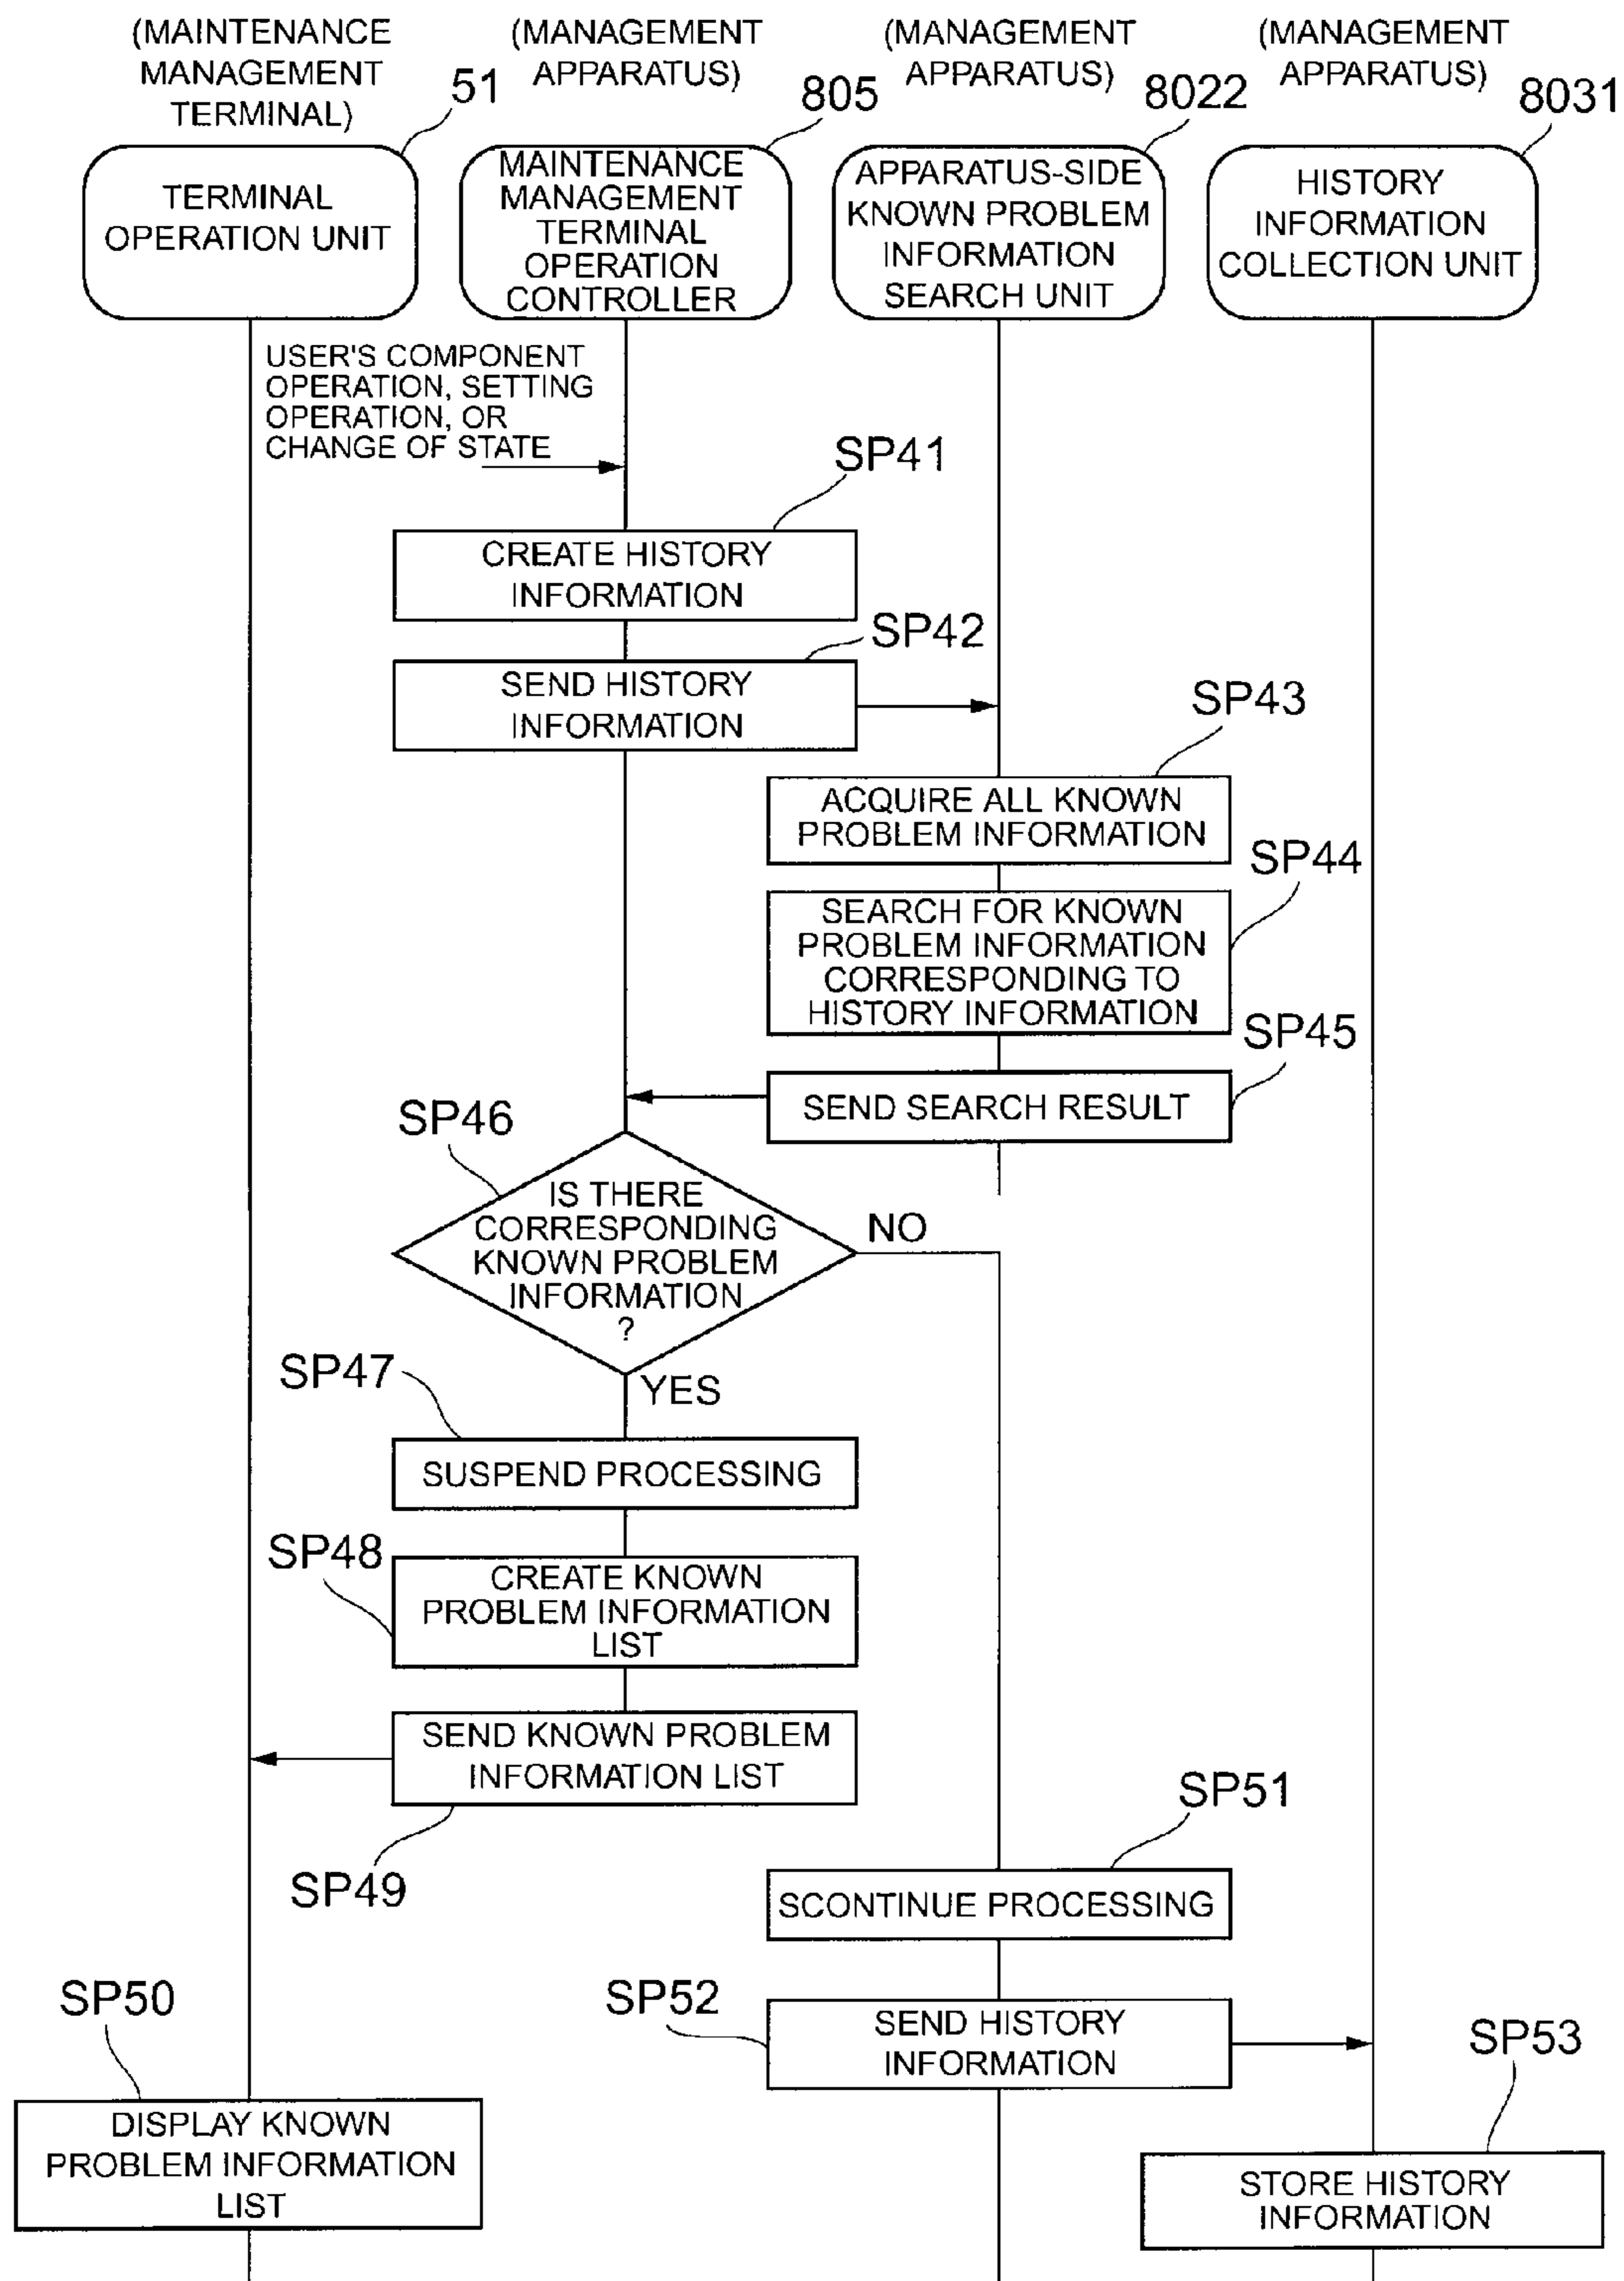 (MAINTENANCE
MANAGEMENT
TERMINAL)
(MANAGEMENT
APPARATUS)
(MANAGEMENT
APPARATUS)
(MANAGEMENT
APPARATUS)
51
805
8022
8031
TERMINAL
OPERATION UNIT
MAINTENANCE
MANAGEMENT
TERMINAL
OPERATION
CONTROLLER
APPARATUS-SIDE
KNOWN PROBLEM
INFORMATION
SEARCH UNIT
HISTORY
INFORMATION
COLLECTION UNIT
USER'S COMPONENT
OPERATION, SETTING
OPERATION, OR
CHANGE OF STATE
SP41
CREATE HISTORY
INFORMATION
SP42
SEND HISTORY
INFORMATION
SP43
ACQUIRE ALL KNOWN
PROBLEM INFORMATION
SP44
SEARCH FOR KNOWN
PROBLEM INFORMATION
CORRESPONDING TO
HISTORY INFORMATION
SP45
SEND SEARCH RESULT
SP46
IS THERE
CORRESPONDING
KNOWN PROBLEM
INFORMATION
?
NO
YES
SP47
SUSPEND PROCESSING
SP48
CREATE KNOWN
PROBLEM INFORMATION
LIST
SEND KNOWN PROBLEM
INFORMATION LIST
SP49
SP51
SCONTINUE PROCESSING
SP52
SEND HISTORY
INFORMATION
SP50
DISPLAY KNOWN
PROBLEM INFORMATION
LIST
SP53
STORE HISTORY
INFORMATION